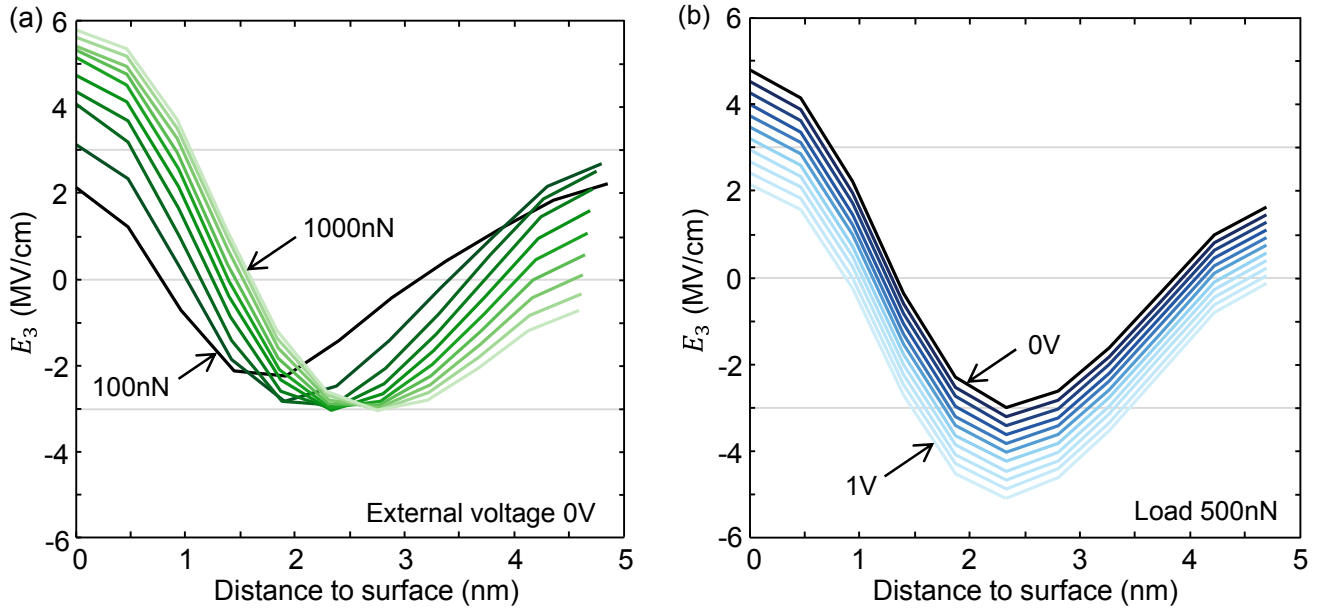 (a)
E₃ (MV/cm)
6
4
2
0
-2
-4
-6
1000nN
100nN
External voltage 0V
0 1 2 3 4 5
Distance to surface (nm)
(b)
E₃ (MV/cm)
6
4
2
0
-2
-4
-6
0V
1V
Load 500nN
0 1 2 3 4 5
Distance to surface (nm)